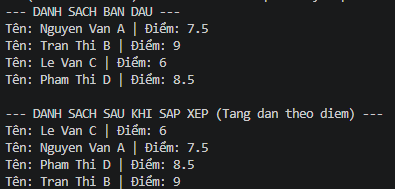 --- DANH SACH BAN DAU ---
Tên: Nguyen Van A | Điểm: 7.5
Tên: Tran Thi B | Điểm: 9
Tên: Le Van C | Điểm: 6
Tên: Pham Thi D | Điểm: 8.5

--- DANH SACH SAU KHI SAP XEP (Tang dan theo diem) ---
Tên: Le Van C | Điểm: 6
Tên: Nguyen Van A | Điểm: 7.5
Tên: Pham Thi D | Điểm: 8.5
Tên: Tran Thi B | Điểm: 9